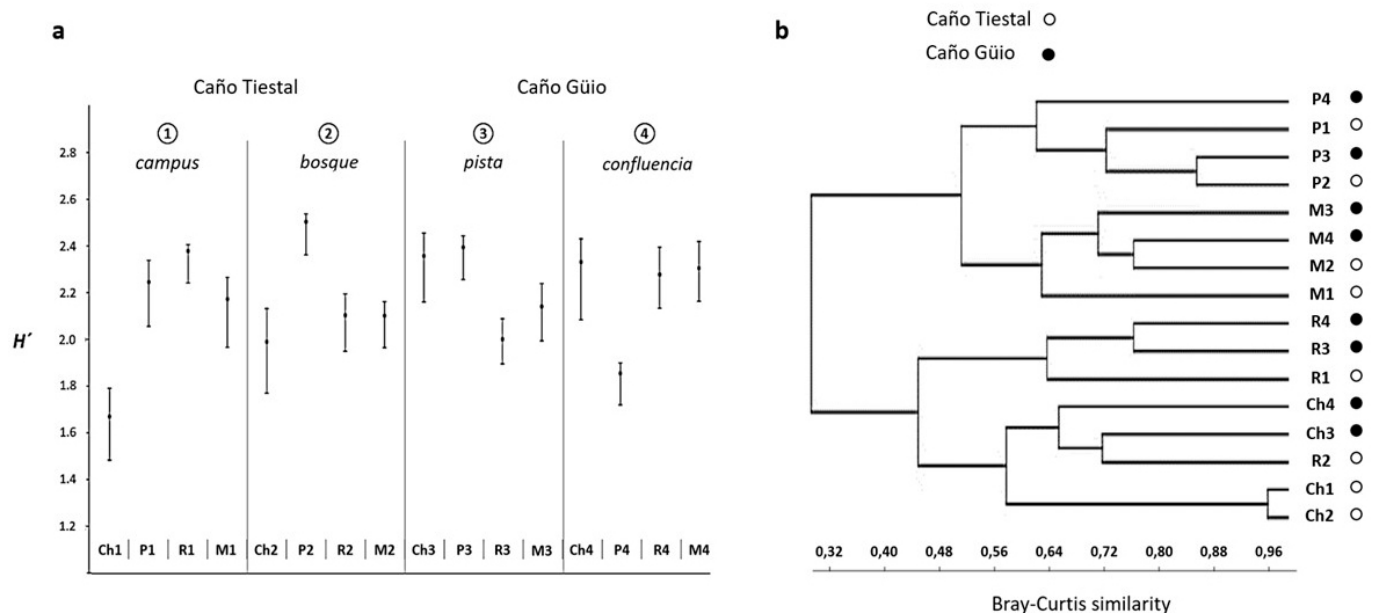 a
Caño Tiestal
Caño Güio
1
2
3
4
campus
bosque
pista
confluencia
2.8
2.6
2.4
2.2
2.0
1.8
1.6
1.4
1.2
H´
Ch1 P1 R1 M1 Ch2 P2 R2 M2 Ch3 P3 R3 M3 Ch4 P4 R4 M4
b
Caño Tiestal
Caño Güio
P4
P1
P3
P2
M3
M4
M2
M1
R4
R3
R1
Ch4
Ch3
R2
Ch1
Ch2
0,32 0,40 0,48 0,56 0,64 0,72 0,80 0,88 0,96
Bray-Curtis similarity